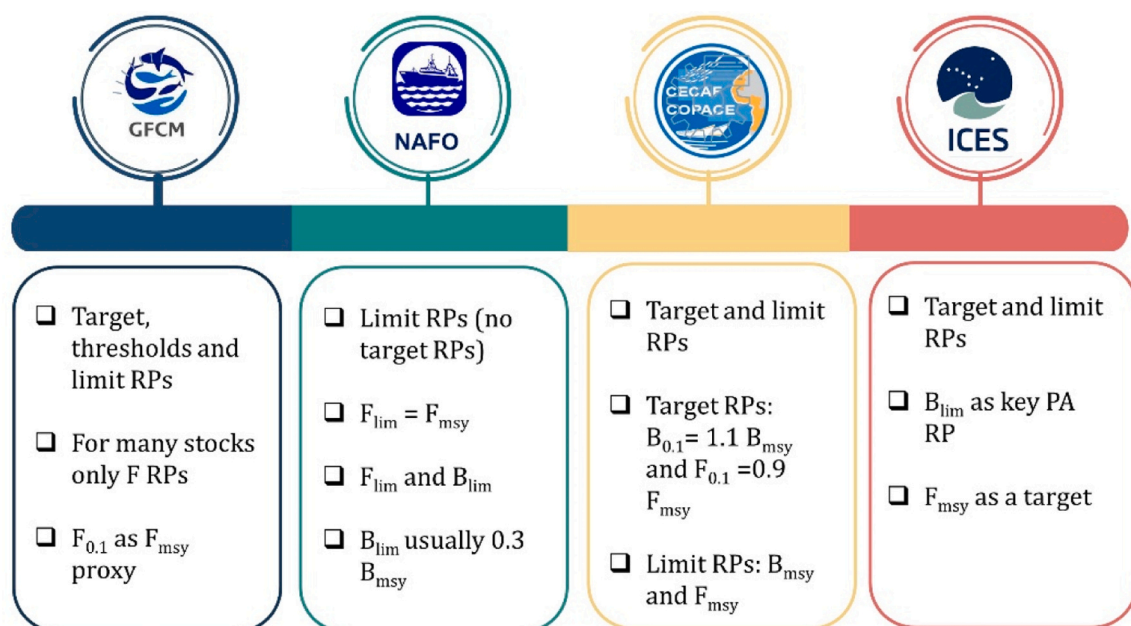 GFCM
NAFO
CECAF
COPACE
ICES
❑ Target,
thresholds and
limit RPs
❑ For many stocks
only F RPs
❑ F0.1 as Fmsy
proxy
❑ Limit RPs (no
target RPs)
❑ Flim = Fmsy
❑ Flim and Blim
❑ Blim usually 0.3
Bmsy
❑ Target and limit
RPs
❑ Target RPs:
B0.1= 1.1 Bmsy
and F0.1 =0.9
Fmsy
❑ Limit RPs: Bmsy
and Fmsy
❑ Target and limit
RPs
❑ Blim as key PA
RP
❑ Fmsy as a target